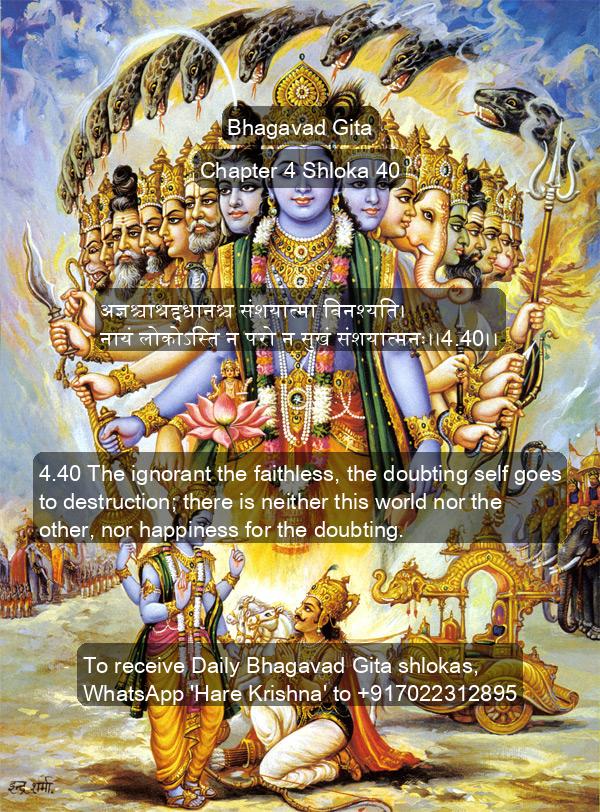 Bhagavad Gita
Chapter 4 Shloka 40
अज्ञश्चाश्रद्दधानश्च संशयात्मा विनश्यति।
नायं लोकोऽस्ति न परो न सुखं संशयात्मनः।।4.40।।
4.40 The ignorant the faithless, the doubting self goes
to destruction; there is neither this world nor the
other, nor happiness for the doubting.
To receive Daily Bhagavad Gita shlokas,
WhatsApp 'Hare Krishna' to +917022312895
इन्द्र शर्मा